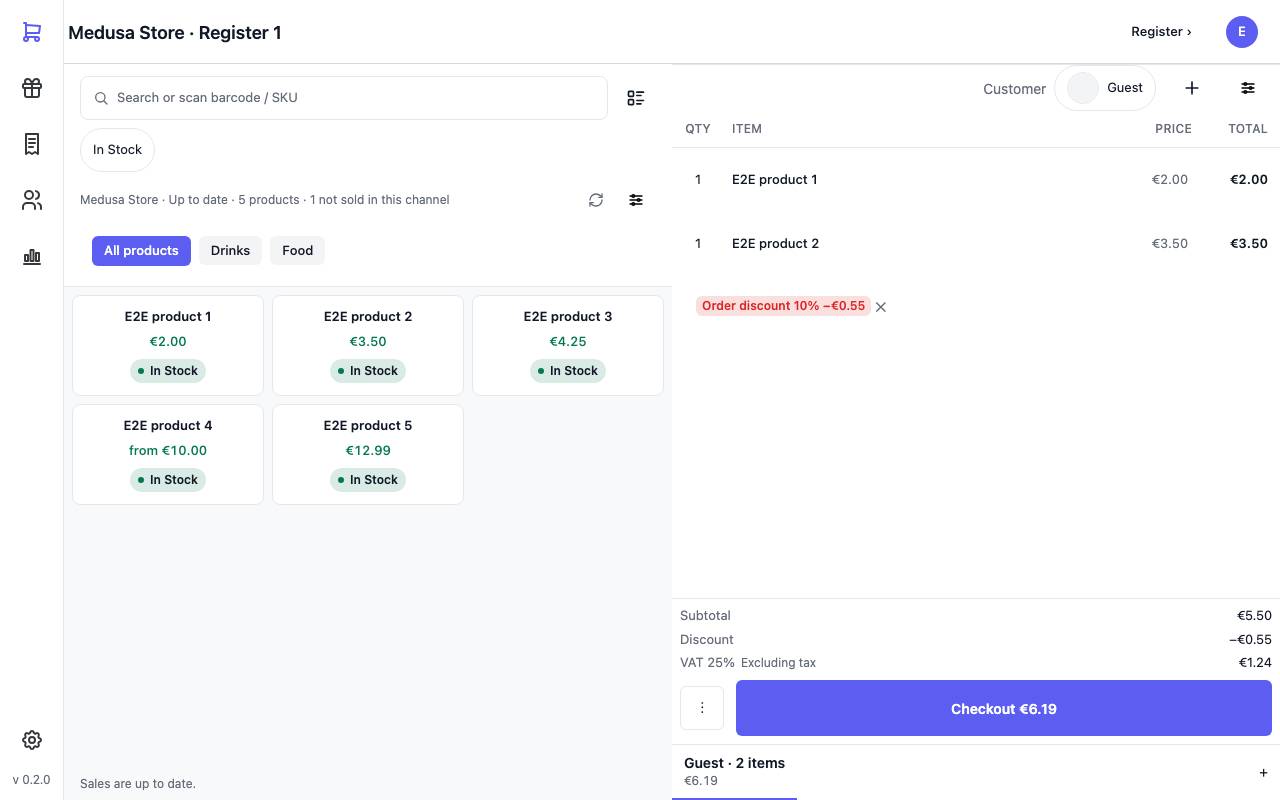 Medusa Store · Register 1
Register ›
E
Search or scan barcode / SKU
In Stock
Medusa Store · Up to date · 5 products · 1 not sold in this channel
All products
Drinks
Food
E2E product 1
€2.00
In Stock
E2E product 2
€3.50
In Stock
E2E product 3
€4.25
In Stock
E2E product 4
from €10.00
In Stock
E2E product 5
€12.99
In Stock
Sales are up to date.
v 0.2.0
Customer
Guest
QTY ITEM PRICE TOTAL
1 E2E product 1 €2.00 €2.00
1 E2E product 2 €3.50 €3.50
Order discount 10% −€0.55
Subtotal €5.50
Discount −€0.55
VAT 25% Excluding tax €1.24
Checkout €6.19
Guest · 2 items
€6.19
+